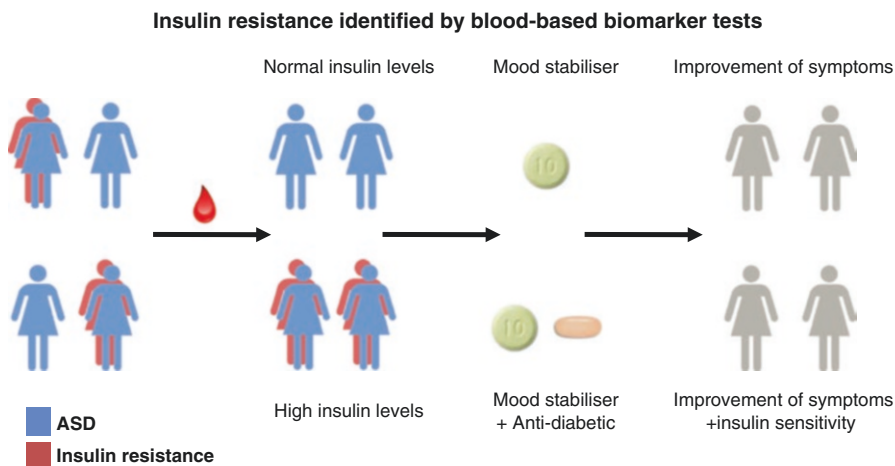 Insulin resistance identified by blood-based biomarker tests
Normal insulin levels
Mood stabiliser
Improvement of symptoms
10
10
High insulin levels
Mood stabiliser
+ Anti-diabetic
Improvement of symptoms
+insulin sensitivity
ASD
Insulin resistance